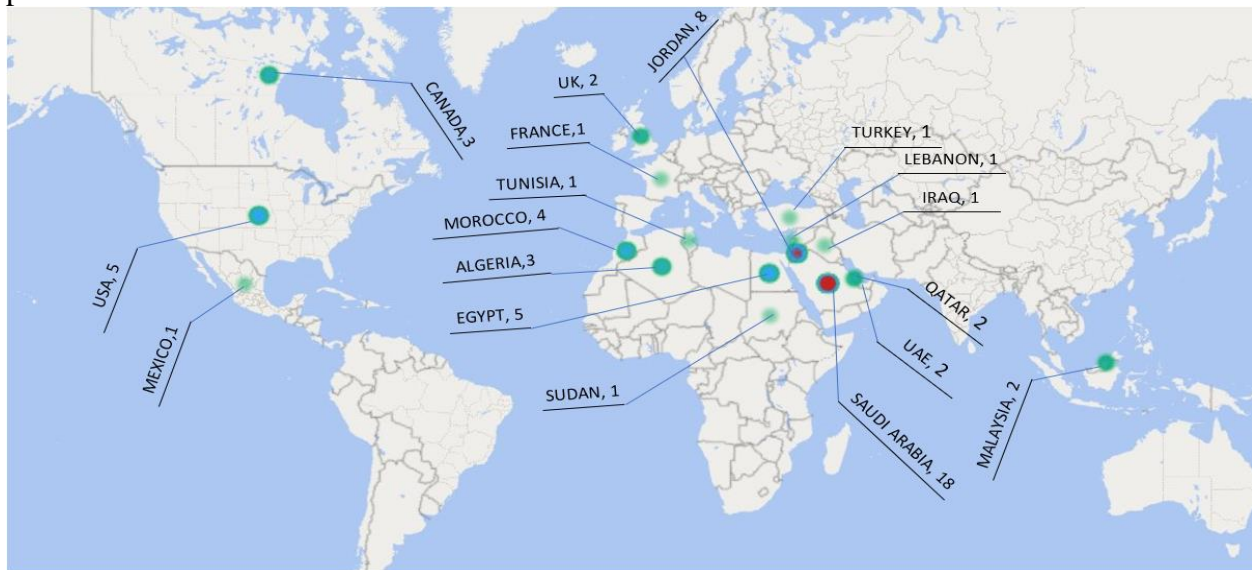 JORDAN, 8
UK, 2
CANADA,3
FRANCE,1
TURKEY, 1
LEBANON, 1
TUNISIA, 1
IRAQ, 1
MOROCCO, 4
ALGERIA,3
USA, 5
EGYPT, 5
QATAR, 2
MEXICO,1
UAE, 2
SUDAN, 1
SAUDI ARABIA, 18
MALAYSIA, 2